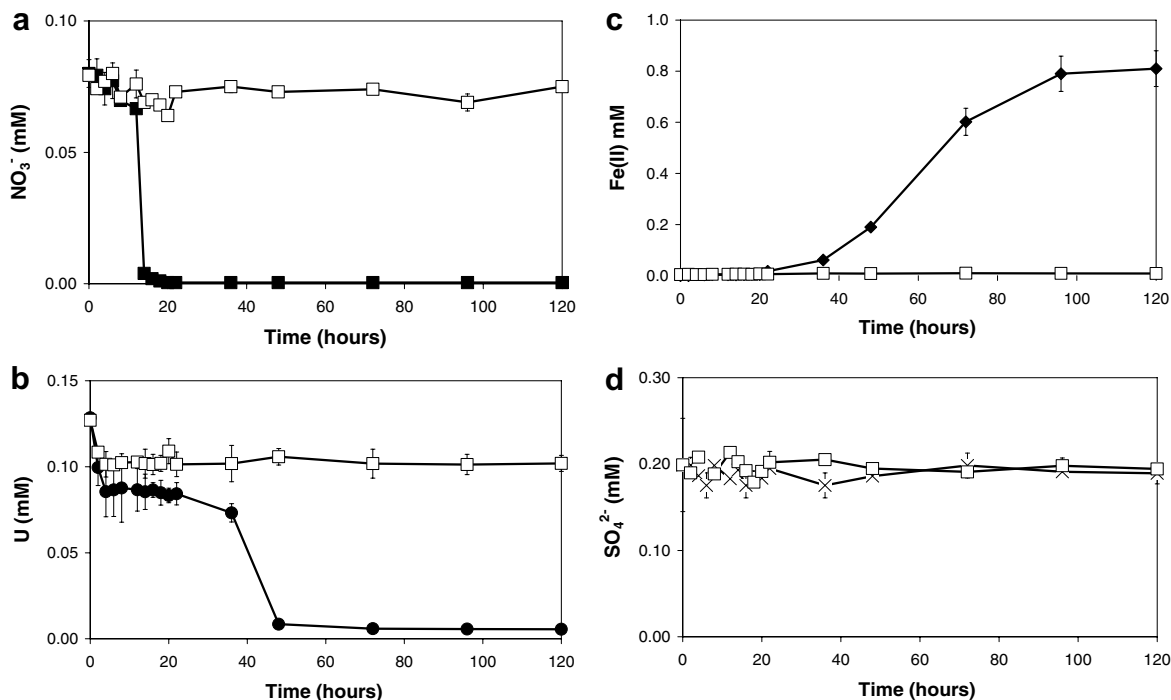 a
0.10
0.05
0.00
NO₃⁻ (mM)
0 20 40 60 80 100 120
Time (hours)
b
0.15
0.10
0.05
0.00
U (mM)
0 20 40 60 80 100 120
Time (hours)
c
1.0
0.8
0.6
0.4
0.2
0.0
Fe(II) mM
0 20 40 60 80 100 120
Time (hours)
d
0.30
0.20
0.10
0.00
SO₄²⁻ (mM)
0 20 40 60 80 100 120
Time (hours)